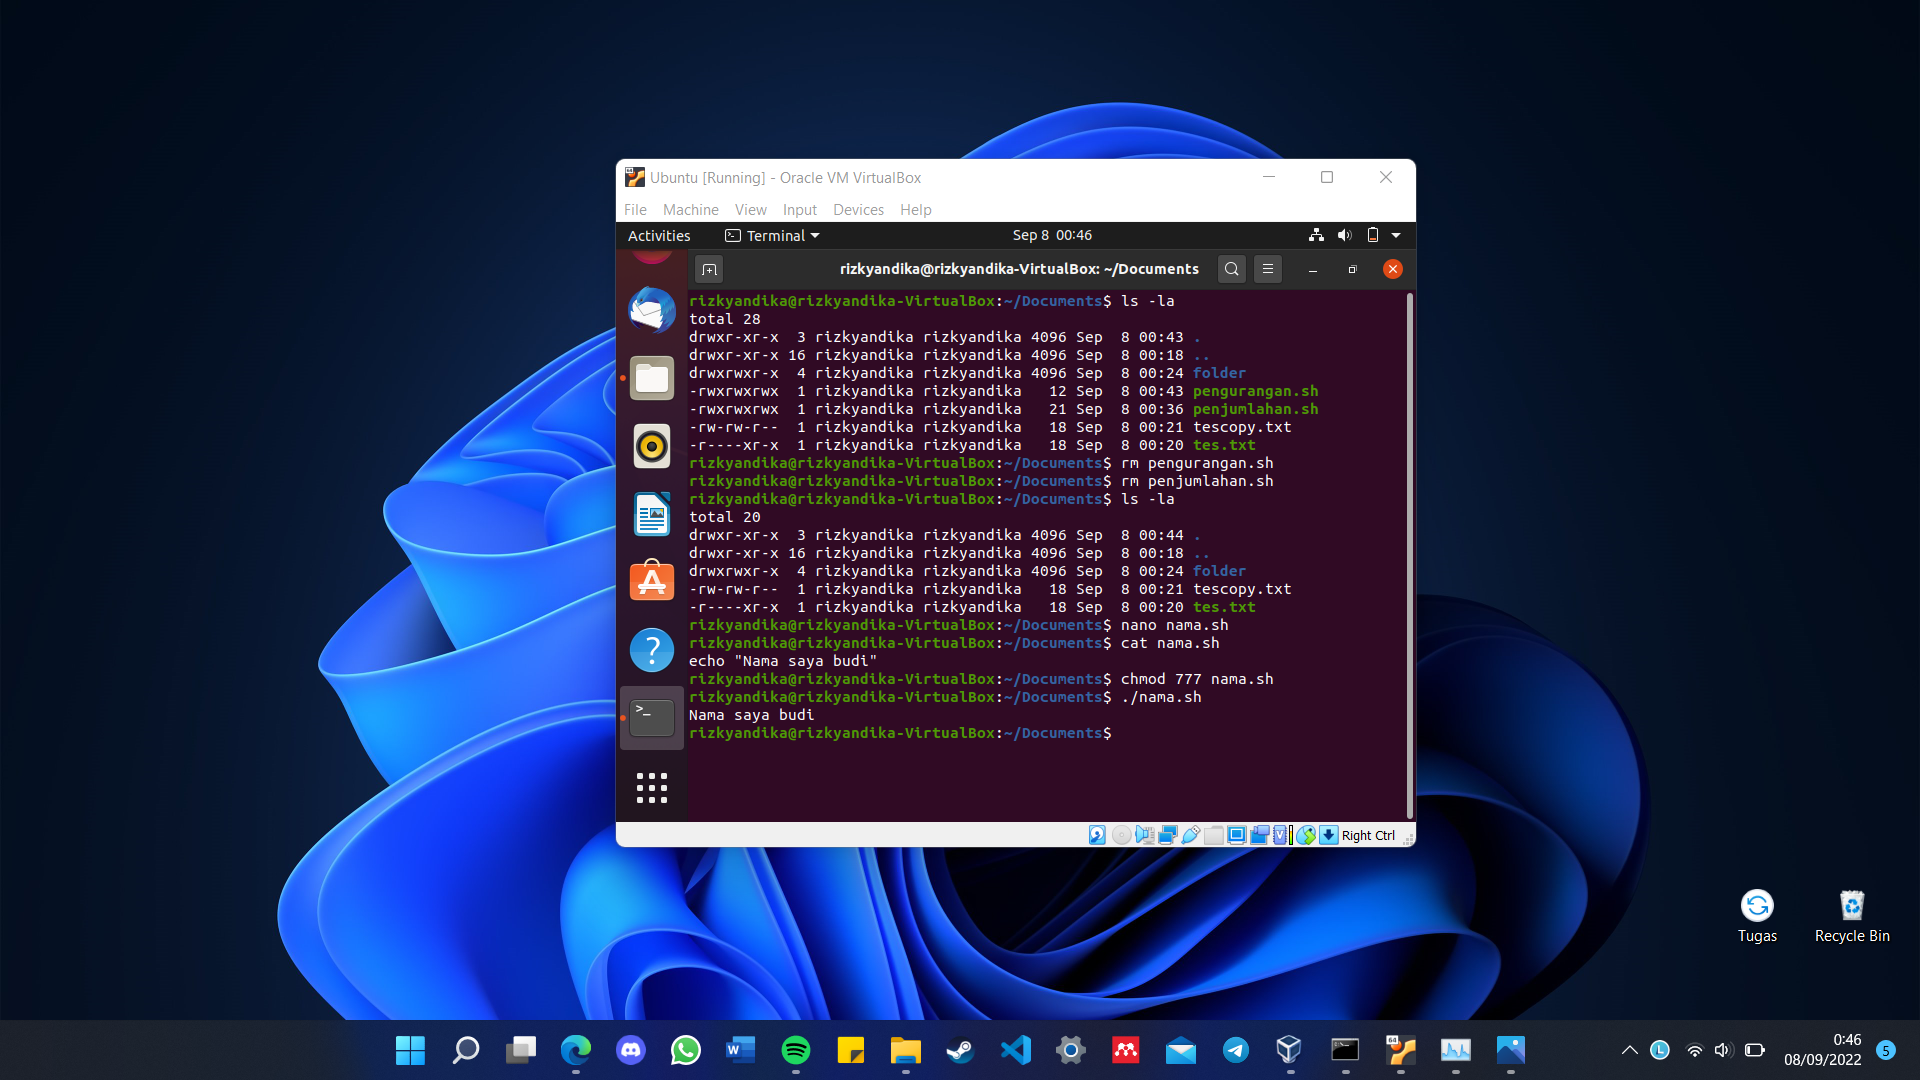 Ubuntu [Running] - Oracle VM VirtualBox
File Machine View Input Devices Help
Activities Terminal Sep 8 00:46
rizkyandika@rizkyandika-VirtualBox: ~/Documents
rizkyandika@rizkyandika-VirtualBox:~/Documents$ ls -la
total 28
drwxr-xr-x  3 rizkyandika rizkyandika 4096 Sep  8 00:43 .
drwxr-xr-x 16 rizkyandika rizkyandika 4096 Sep  8 00:18 ..
drwxrwxr-x  4 rizkyandika rizkyandika 4096 Sep  8 00:24 folder
-rwxrwxrwx  1 rizkyandika rizkyandika   12 Sep  8 00:43 pengurangan.sh
-rwxrwxrwx  1 rizkyandika rizkyandika   21 Sep  8 00:36 penjumlahan.sh
-rw-rw-r--  1 rizkyandika rizkyandika   18 Sep  8 00:21 tescopy.txt
-r----xr-x  1 rizkyandika rizkyandika   18 Sep  8 00:20 tes.txt
rizkyandika@rizkyandika-VirtualBox:~/Documents$ rm pengurangan.sh
rizkyandika@rizkyandika-VirtualBox:~/Documents$ rm penjumlahan.sh
rizkyandika@rizkyandika-VirtualBox:~/Documents$ ls -la
total 20
drwxr-xr-x  3 rizkyandika rizkyandika 4096 Sep  8 00:44 .
drwxr-xr-x 16 rizkyandika rizkyandika 4096 Sep  8 00:18 ..
drwxrwxr-x  4 rizkyandika rizkyandika 4096 Sep  8 00:24 folder
-rw-rw-r--  1 rizkyandika rizkyandika   18 Sep  8 00:21 tescopy.txt
-r----xr-x  1 rizkyandika rizkyandika   18 Sep  8 00:20 tes.txt
rizkyandika@rizkyandika-VirtualBox:~/Documents$ nano nama.sh
rizkyandika@rizkyandika-VirtualBox:~/Documents$ cat nama.sh
echo "Nama saya budi"
rizkyandika@rizkyandika-VirtualBox:~/Documents$ chmod 777 nama.sh
rizkyandika@rizkyandika-VirtualBox:~/Documents$ ./nama.sh
Nama saya budi
rizkyandika@rizkyandika-VirtualBox:~/Documents$
Right Ctrl
Tugas
Recycle Bin
0:46
08/09/2022
5